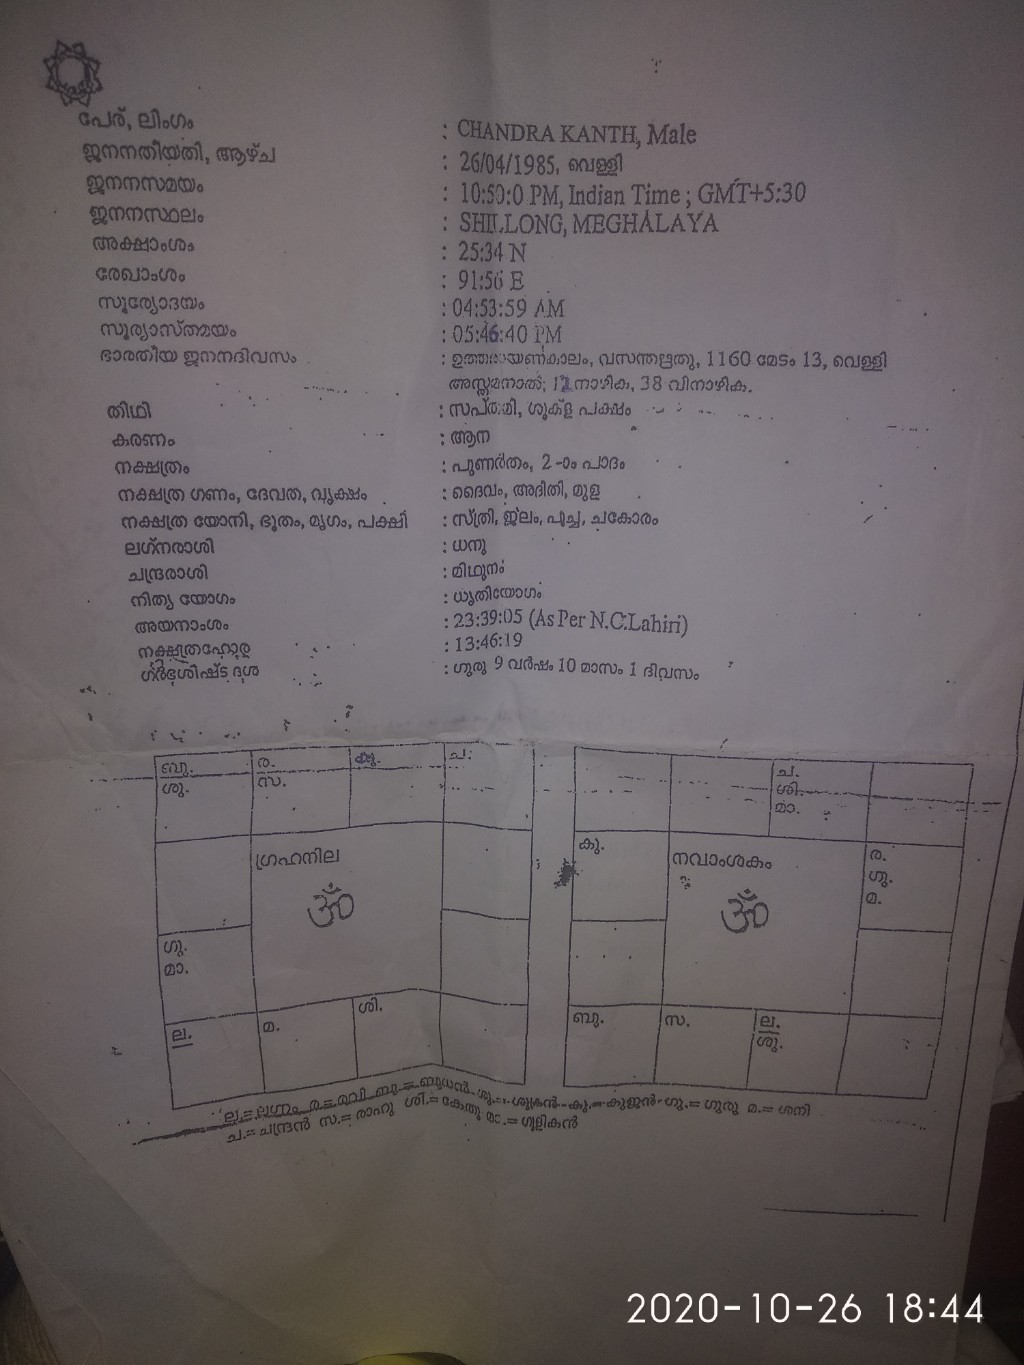 പേര്, ലിംഗം : CHANDRA KANTH, Male
ജനനതീയതി, ആഴ്ച : 26/04/1985, വെള്ളി
ജനനസമയം : 10:50:0 PM, Indian Time ; GMT+5:30
ജനനസ്ഥലം : SHILLONG, MEGHALAYA
അക്ഷാംശം : 25:34 N
രേഖാംശം : 91:56 E
സൂര്യോദയം : 04:53:59 AM
സൂര്യാസ്തമയം : 05:46:40 PM
ഭാരതീയ ജനനദിവസം : ഉത്തരായണകാലം, വസന്തഋതു, 1160 മേടം 13, വെള്ളി
അസ്തമനാൽ, നാഴിക, 38 വിനാഴിക.
തിഥി : സപ്തമി, ശുക്ള പക്ഷം
കരണം : ആന
നക്ഷത്രം : പുണർതം, 2-ാം പാദം
നക്ഷത്ര ഗണം, ദേവത, വൃക്ഷം : ദൈവം, അദിതി, മുള
നക്ഷത്ര യോനി, ഭൂതം, മൃഗം, പക്ഷി : സ്ത്രി, ജലം, പൂച്ച, ചകോരം
ലഗ്നരാശി : ധനു
ചന്ദ്രരാശി : മിഥുനം
നിത്യ യോഗം : ധൃതിയോഗം
അയനാംശം : 23:39:05 (As Per N.C.Lahiri)
നക്ഷത്രഹോര : 13:46:19
ഗർഭശിഷ്ട ദശ : ഗുരു 9 വർഷം 10 മാസം 1 ദിവസം
ബു. ര. കു. ച. ച.
ശു. സ. ശി.
മാ.
ഗ്രഹനില കു. നവാംശകം ര.
ഗു.
മ.
ഗു.
മാ.
ല. മ. ശി. ബു. സ. ല.
ശു.
ല.=ലഗ്നം ര.=രവി ബു.=ബുധൻ ശു.=ശുക്രൻ കു.=കുജൻ ഗു.=ഗുരു മ.=ശനി
ച.=ചന്ദ്രൻ സ.=രാഹു ശി.=കേതു മാ.=ഗുളികൻ
2020-10-26 18:44